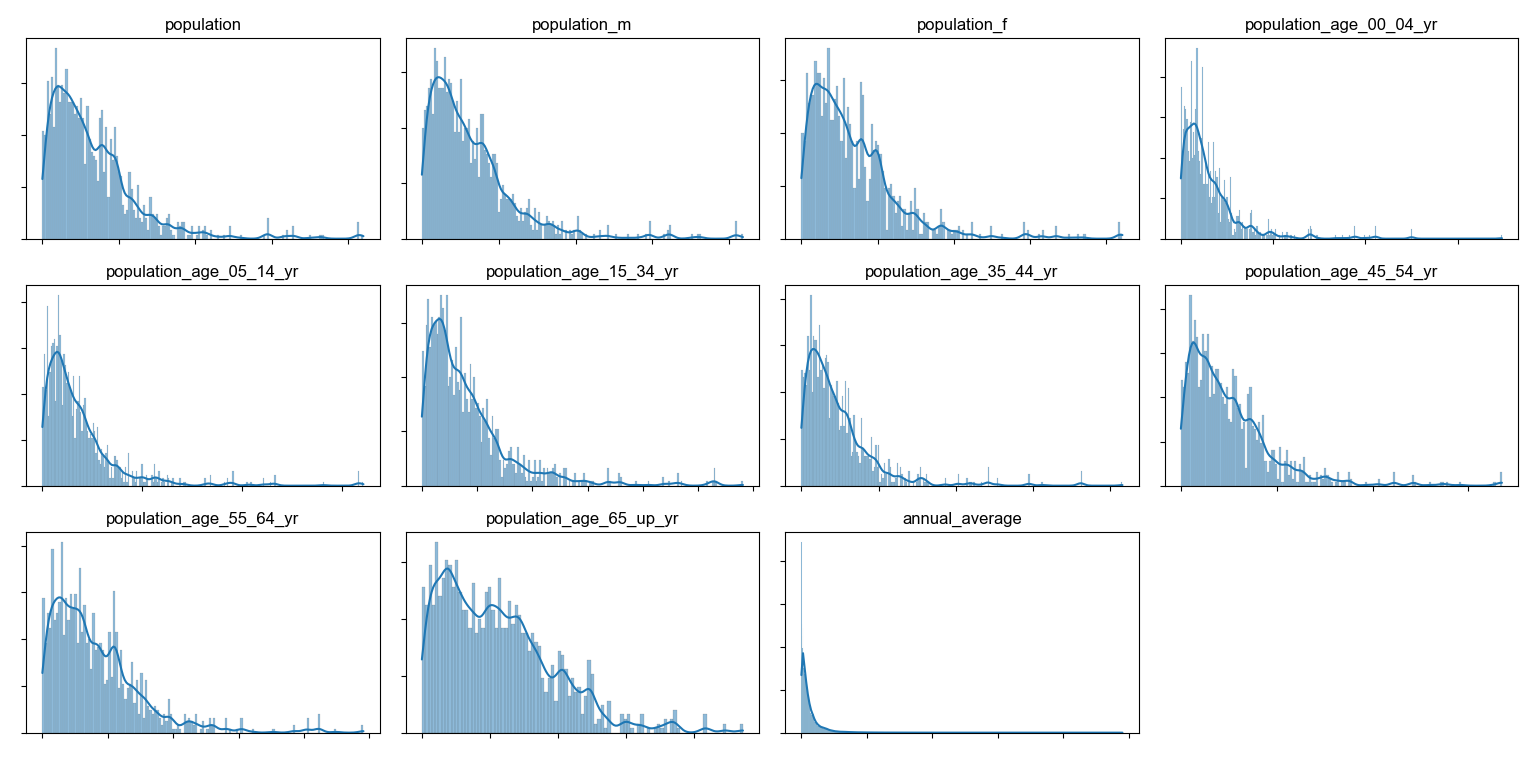 population
population_m
population_f
population_age_00_04_yr
population_age_05_14_yr
population_age_15_34_yr
population_age_35_44_yr
population_age_45_54_yr
population_age_55_64_yr
population_age_65_up_yr
annual_average